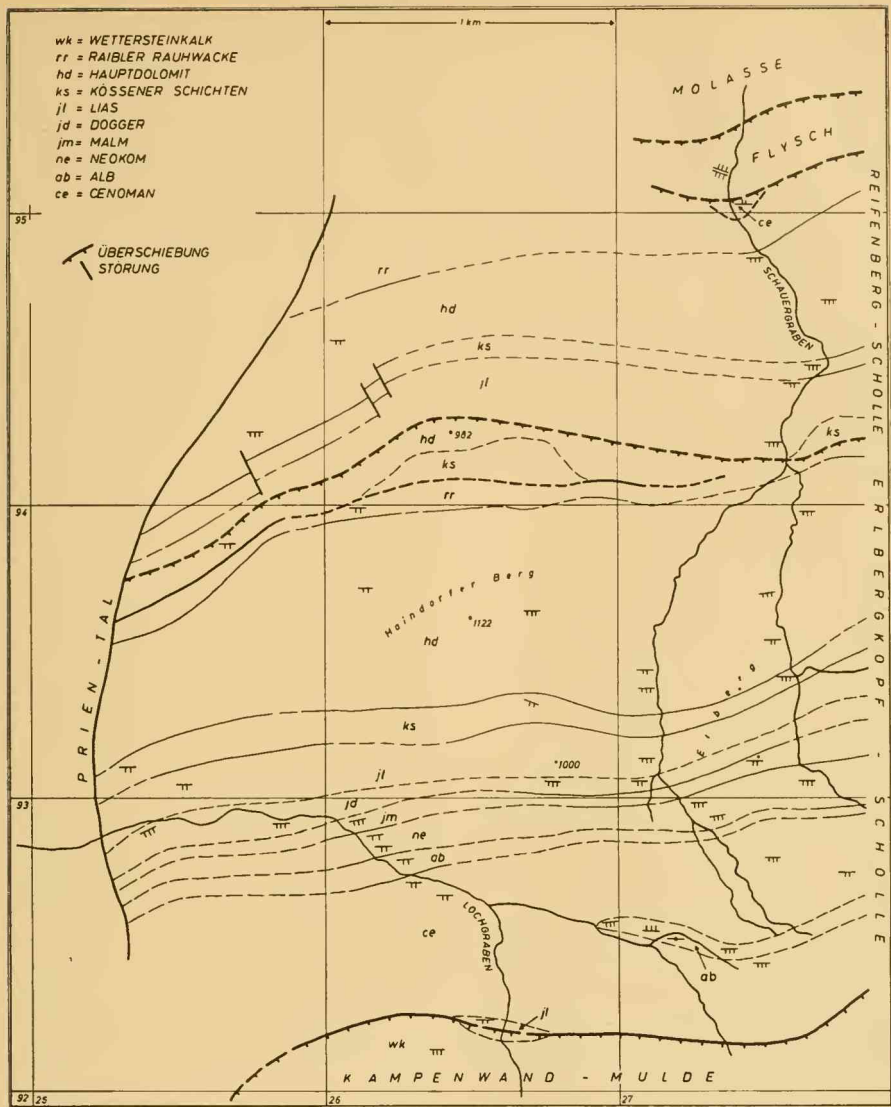 1 km
wk = WETTERSTEINKALK
rr = RAIBLER RAUHWACKE
hd = HAUPTDOLOMIT
ks = KÖSSENER SCHICHTEN
jl = LIAS
jd = DOGGER
jm = MALM
ne = NEOKOM
ab = ALB
ce = CENOMAN
ÜBERSCHIEBUNG
STÖRUNG
MOLASSE
FLYSCH
ce
95
rr
hd
SCHAUERGRABEN
ks
jl
hd
982
ks
ks
rr
94
Haindorfer Berg
1122
hd
PRIEN - TAL
Elberg
ks
1000
jl
93
jd
jm
ne
ab
ce
LOCHGRABEN
ab
jl
wk
KAMPENWAND - MULDE
REIFENBERG - SCHOLLE
ERLBERGKOPF - SCHOLLE
92
25
26
27